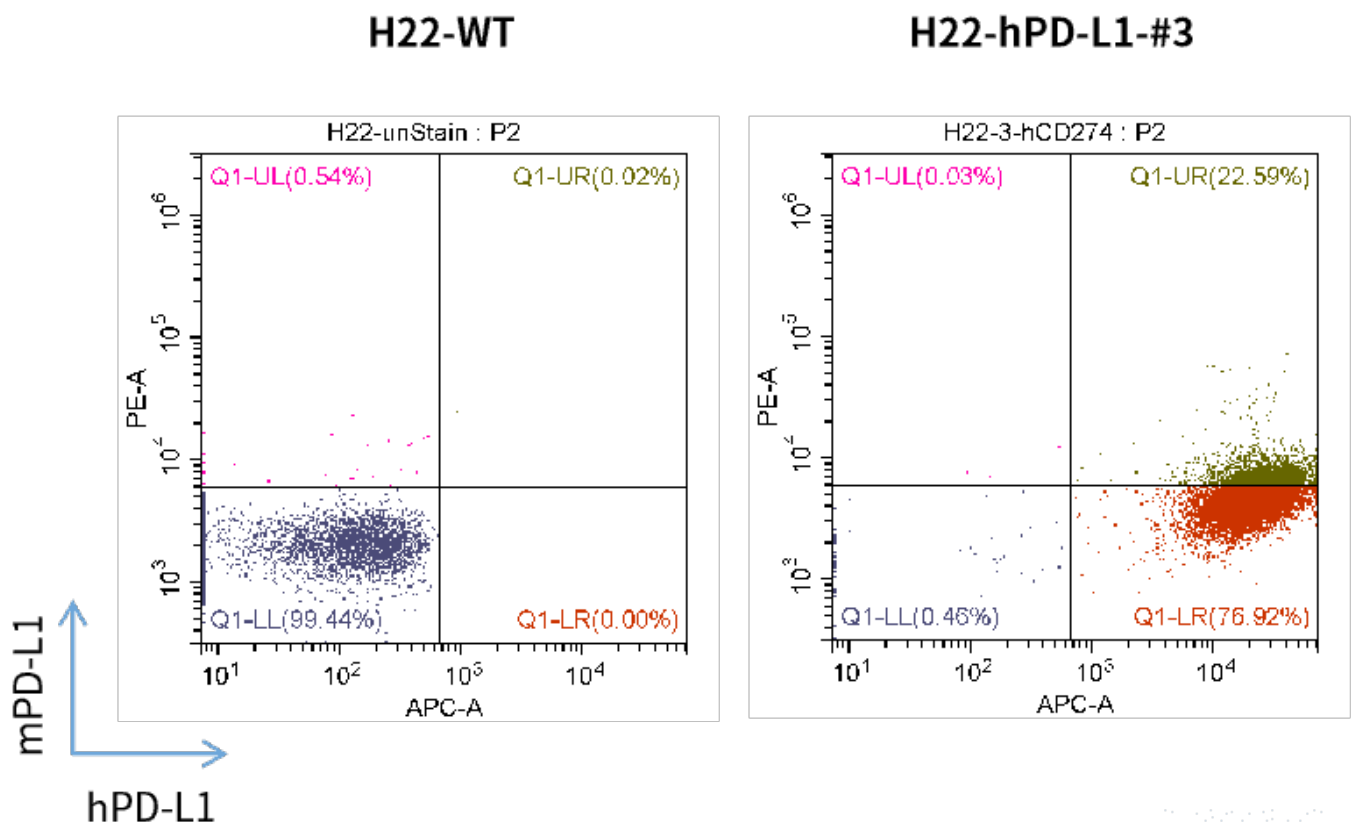 H22-WT
H22-hPD-L1-#3
H22-unStain : P2
Q1-UL(0.54%)
Q1-UR(0.02%)
10^6
10^5
10^4
10^3
PE-A
Q1-LL(99.44%)
Q1-LR(0.00%)
10^1
10^2
10^3
10^4
APC-A
H22-3-hCD274 : P2
Q1-UL(0.03%)
Q1-UR(22.59%)
10^6
10^5
10^4
10^3
PE-A
Q1-LL(0.46%)
Q1-LR(76.92%)
10^1
10^2
10^3
10^4
APC-A
mPD-L1
hPD-L1